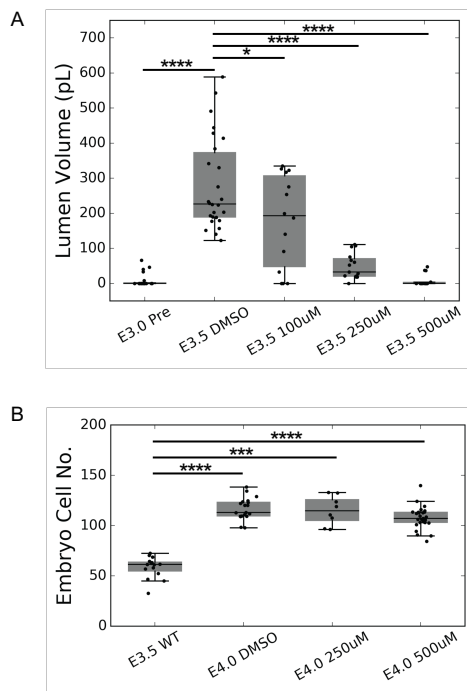 A
****
****
*
****
700
600
500
400
300
200
100
0
Lumen Volume (pL)
E3.0 Pre
E3.5 DMSO
E3.5 100uM
E3.5 250uM
E3.5 500uM
B
200
150
100
50
0
Embryo Cell No.
****
***
****
E3.5 WT
E4.0 DMSO
E4.0 250uM
E4.0 500uM